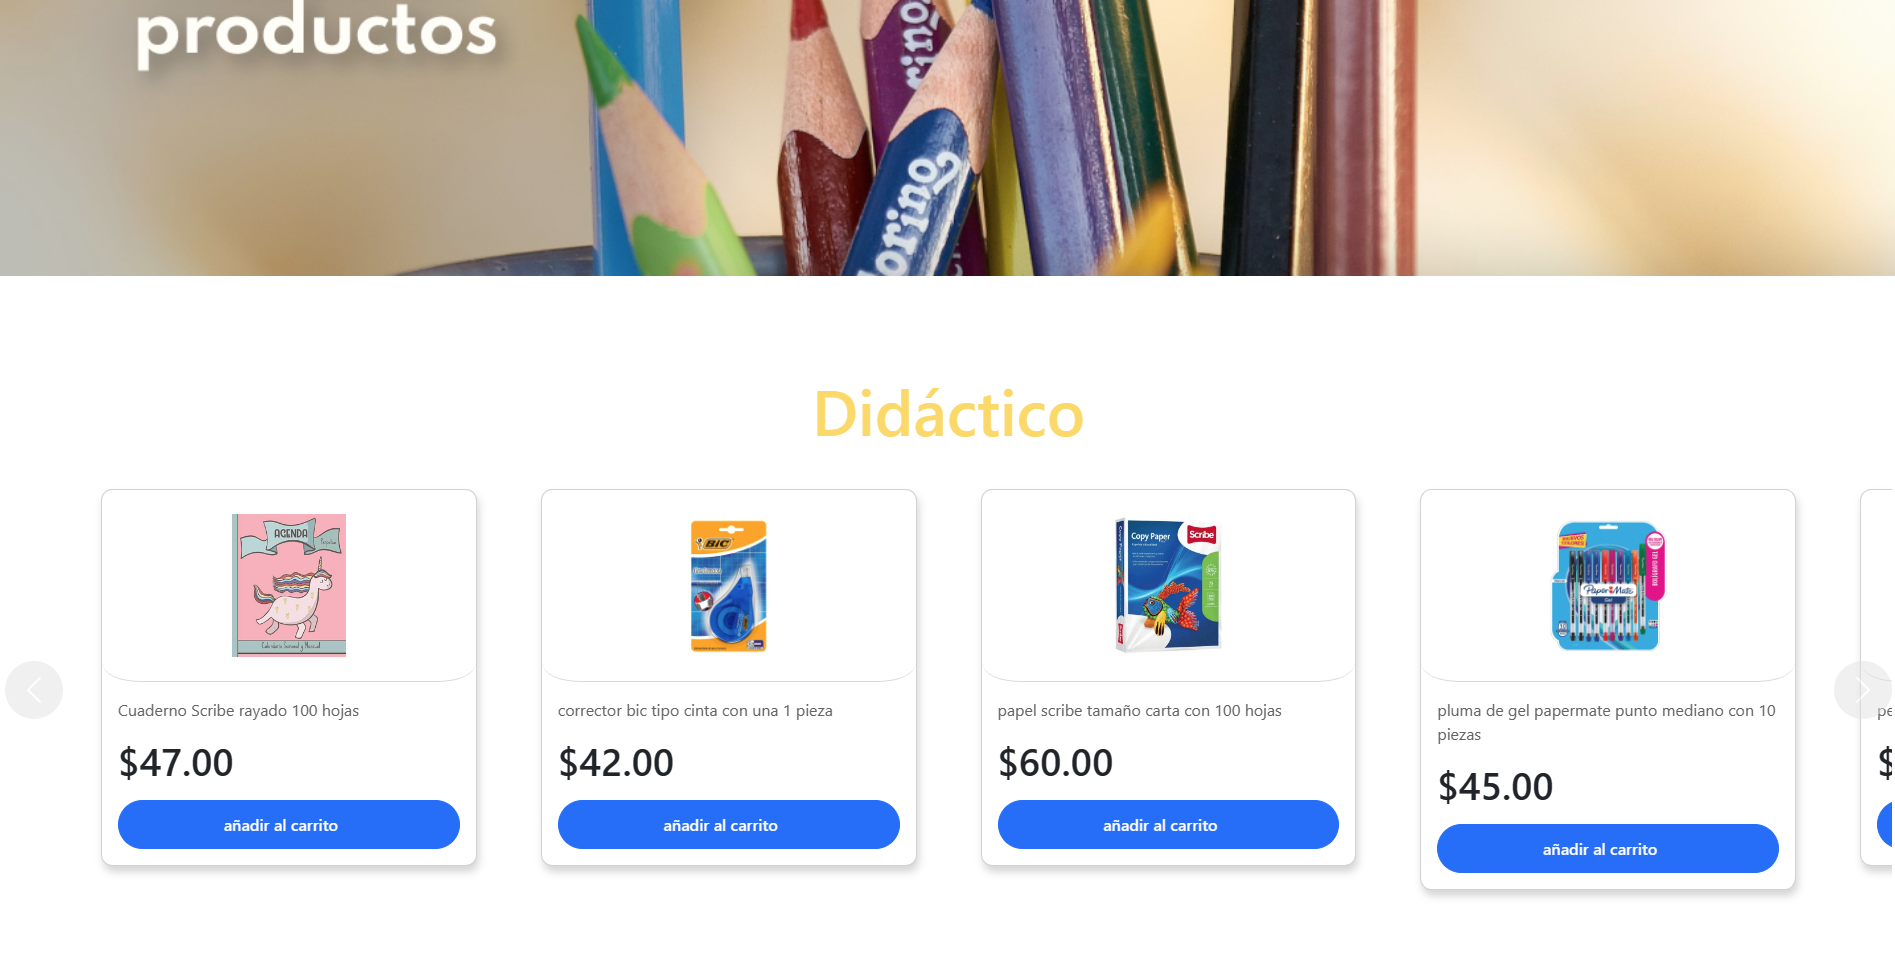 productos
rino
orino
Didáctico
AGENDA
BIC
Copy Paper
Scribe
PaperMate
Cuaderno Scribe rayado 100 hojas
corrector bic tipo cinta con una 1 pieza
papel scribe tamaño carta con 100 hojas
pluma de gel papermate punto mediano con 10
piezas
pe
$47.00
$42.00
$60.00
$45.00
$
añadir al carrito
añadir al carrito
añadir al carrito
añadir al carrito